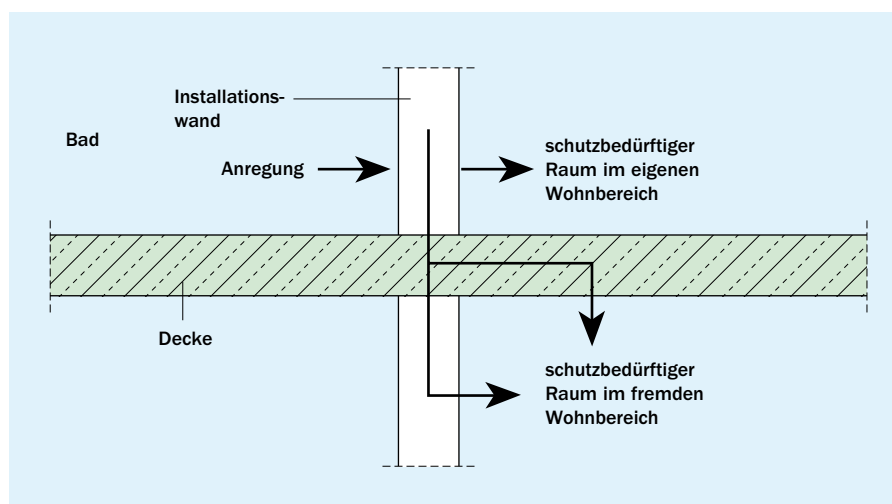 Installations-
wand
Bad
Anregung
schutzbedürftiger
Raum im eigenen
Wohnbereich
Decke
schutzbedürftiger
Raum im fremden
Wohnbereich